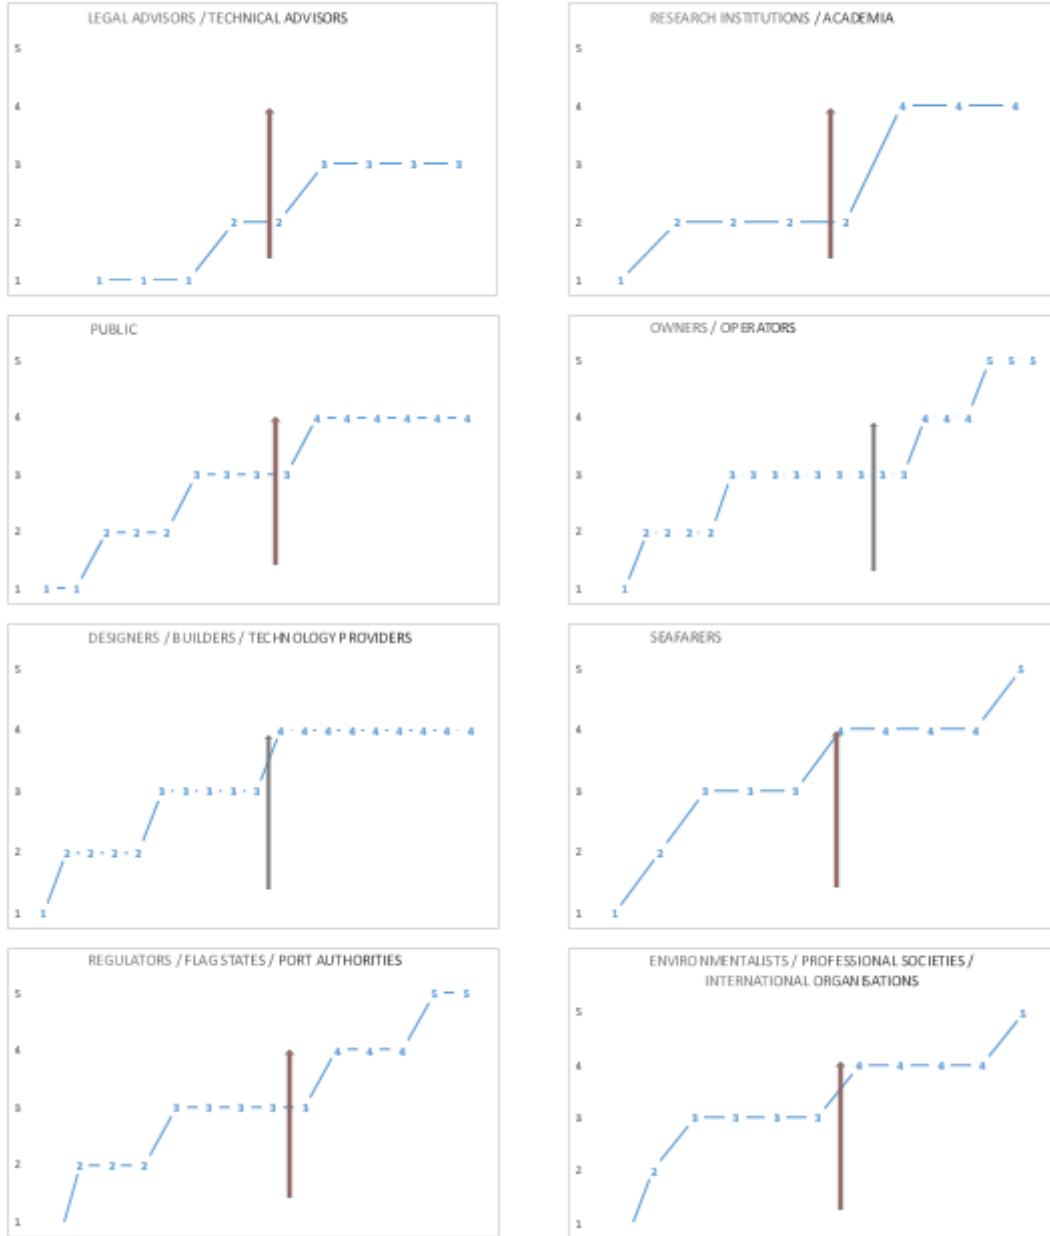 LEGAL ADVISORS / TECHNICAL ADVISORS
5
4
3
2
1
1 1 1 2 2 3 3 3 3
RESEARCH INSTITUTIONS / ACADEMIA
1 2 2 2 2 4 4 4
PUBLIC
5
4
3
2
1
1 1 2 2 2 3 3 3 3 4 4 4 4 4 4
OWNERS / OPERATORS
5
4
3
2
1
1 2 2 2 2 3 3 3 3 3 3 3 3 3 4 4 4 5 5 5
DESIGNERS / BUILDERS / TECHNOLOGY PROVIDERS
5
4
3
2
1
1 2 2 2 2 3 3 3 3 3 4 4 4 4 4 4 4 4 4
SEAFARERS
5
4
3
2
1
1 2 3 3 3 4 4 4 4 5
REGULATORS / FLAG STATES / PORT AUTHORITIES
5
4
3
2
1
2 2 2 3 3 3 3 3 4 4 4 5 5
ENVIRONMENTALISTS / PROFESSIONAL SOCIETIES /
INTERNATIONAL ORGANISATIONS
5
4
3
2
1
2 3 3 3 3 4 4 4 4 5